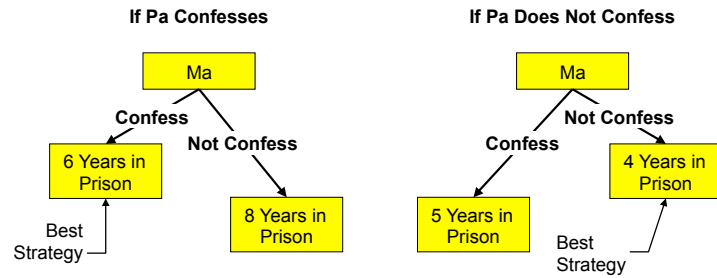 If Pa Confesses
Ma
Confess
Not Confess
6 Years in
Prison
8 Years in
Prison
Best
Strategy
If Pa Does Not Confess
Ma
Confess
Not Confess
5 Years in
Prison
4 Years in
Prison
Best
Strategy